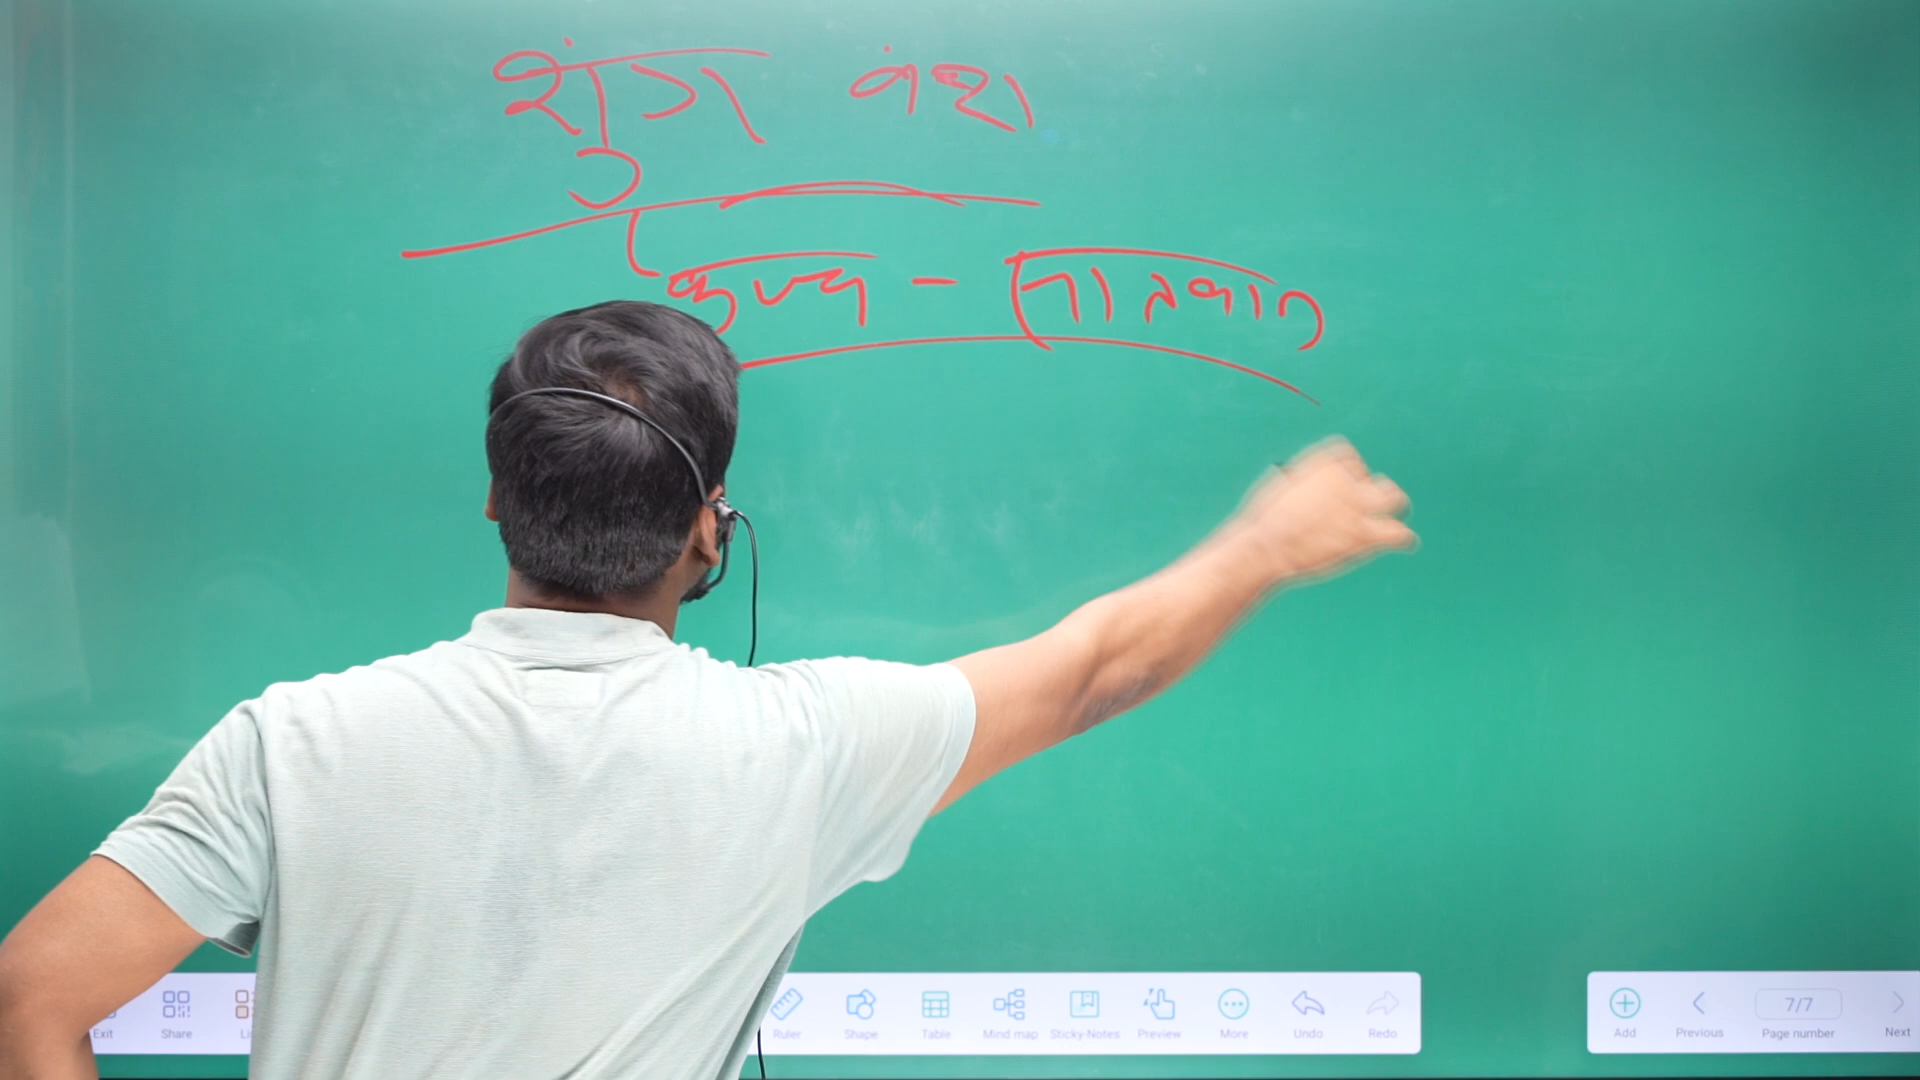 शुंग वंश
कण्व - सातवाहन
Exit Share Ruler Shape Table Mind map Sticky-Notes Preview More Undo Redo Add Previous 7/7 Page number Next